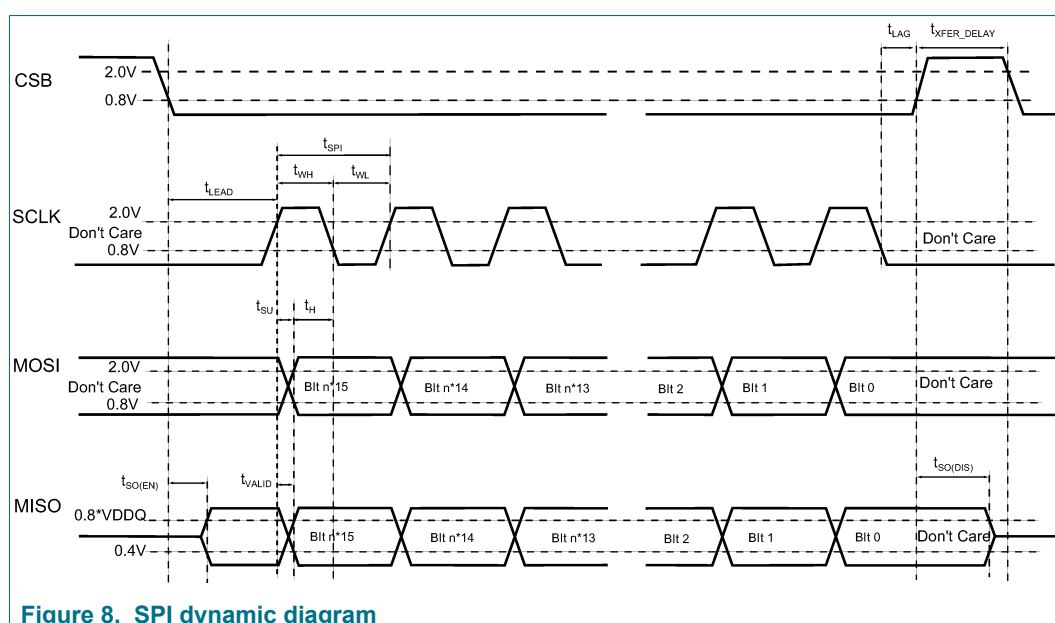 tLAG
tXFER_DELAY
CSB
2.0V
0.8V
tSPI
tWH
tWL
tLEAD
SCLK
2.0V
Don't Care
0.8V
Don't Care
tSU
tH
MOSI
2.0V
Don't Care
0.8V
BIt n*15
BIt n*14
BIt n*13
BIt 2
BIt 1
BIt 0
Don't Care
tSO(EN)
tVALID
tSO(DIS)
MISO
0.8*VDDQ
0.4V
BIt n*15
BIt n*14
BIt n*13
BIt 2
BIt 1
BIt 0
Don't Care
Figure 8. SPI dynamic diagram